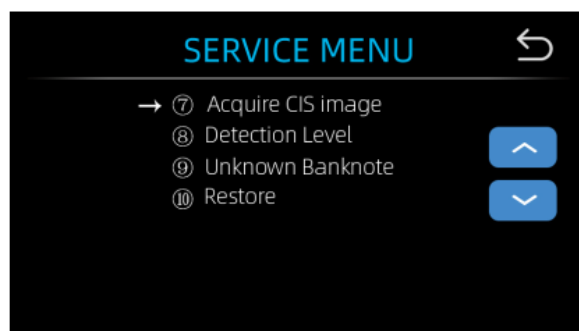 SERVICE MENU
→ ⑦ Acquire CIS image
⑧ Detection Level
⑨ Unknown Banknote
⑩ Restore